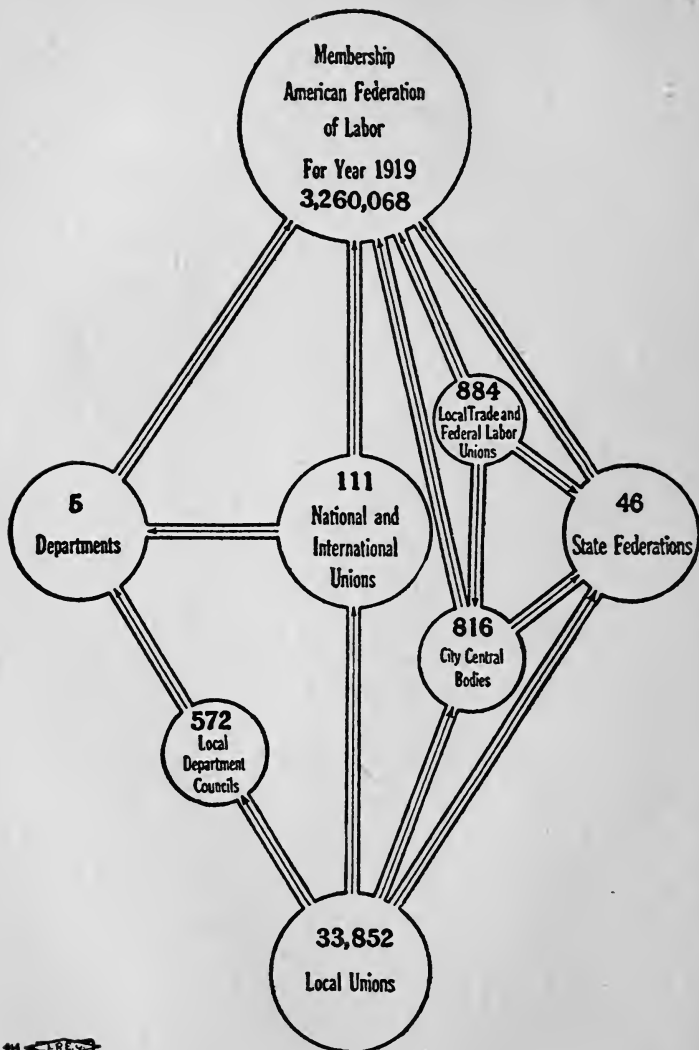 Membership
American Federation
of Labor
For Year 1919
3,260,068
884
Local Trade and
Federal Labor
Unions
5
Departments
111
National and
International
Unions
46
State Federations
816
City Central
Bodies
572
Local
Department
Councils
33,852
Local Unions